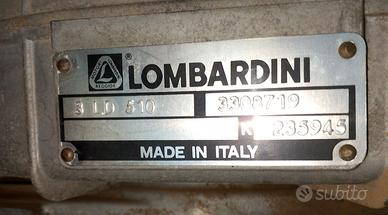 LOMBARDINI
3 LD 510 3308719
K 235945
MADE IN ITALY
subito